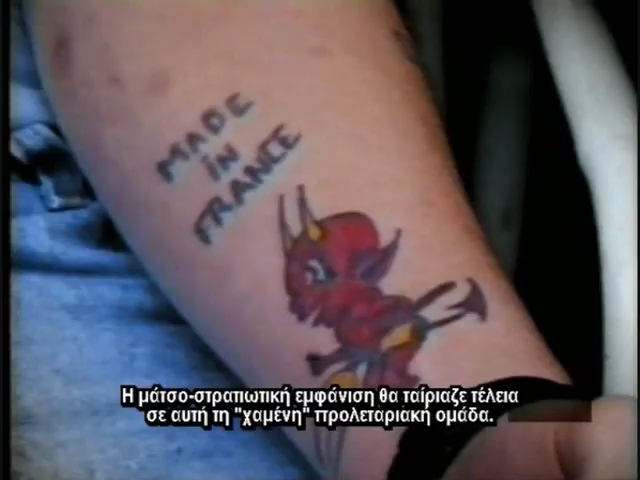 MADE
iN
FRANCE
Η μάτσο-στρατιωτική εμφάνιση θα ταίριαζε τέλεια
σε αυτή τη "χαμένη" προλεταριακή ομάδα.